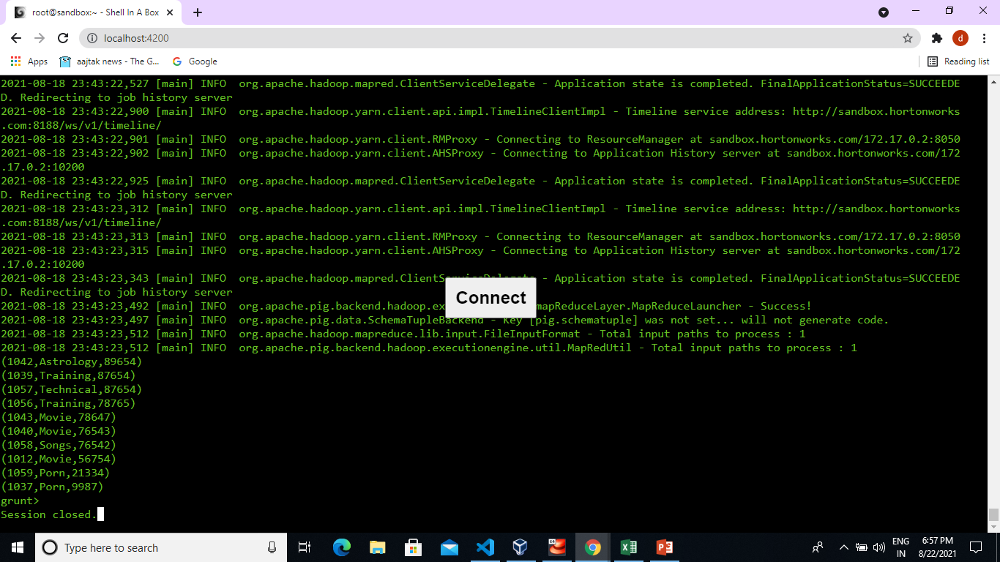 root@sandbox:~ - Shell In A Box
localhost:4200
d
Apps
aajtak news - The G...
Google
Reading list
2021-08-18 23:43:22,527 [main] INFO  org.apache.hadoop.mapred.ClientServiceDelegate - Application state is completed. FinalApplicationStatus=SUCCEEDE
D. Redirecting to job history server
2021-08-18 23:43:22,900 [main] INFO  org.apache.hadoop.yarn.client.api.impl.TimelineClientImpl - Timeline service address: http://sandbox.hortonworks
.com:8188/ws/v1/timeline/
2021-08-18 23:43:22,901 [main] INFO  org.apache.hadoop.yarn.client.RMProxy - Connecting to ResourceManager at sandbox.hortonworks.com/172.17.0.2:8050
2021-08-18 23:43:22,902 [main] INFO  org.apache.hadoop.yarn.client.AHSProxy - Connecting to Application History server at sandbox.hortonworks.com/172
.17.0.2:10200
2021-08-18 23:43:22,925 [main] INFO  org.apache.hadoop.mapred.ClientServiceDelegate - Application state is completed. FinalApplicationStatus=SUCCEEDE
D. Redirecting to job history server
2021-08-18 23:43:23,312 [main] INFO  org.apache.hadoop.yarn.client.api.impl.TimelineClientImpl - Timeline service address: http://sandbox.hortonworks
.com:8188/ws/v1/timeline/
2021-08-18 23:43:23,313 [main] INFO  org.apache.hadoop.yarn.client.RMProxy - Connecting to ResourceManager at sandbox.hortonworks.com/172.17.0.2:8050
2021-08-18 23:43:23,315 [main] INFO  org.apache.hadoop.yarn.client.AHSProxy - Connecting to Application History server at sandbox.hortonworks.com/172
.17.0.2:10200
2021-08-18 23:43:23,343 [main] INFO  org.apache.hadoop.mapred.ClientServiceDelegate - Application state is completed. FinalApplicationStatus=SUCCEEDE
D. Redirecting to job history server
Connect
2021-08-18 23:43:23,492 [main] INFO  org.apache.pig.backend.hadoop.exe mapReduceLayer.MapReduceLauncher - Success!
2021-08-18 23:43:23,497 [main] INFO  org.apache.pig.data.SchemaTupleBackend - Key [pig.schematuple] was not set... will not generate code.
2021-08-18 23:43:23,512 [main] INFO  org.apache.hadoop.mapreduce.lib.input.FileInputFormat - Total input paths to process : 1
2021-08-18 23:43:23,512 [main] INFO  org.apache.pig.backend.hadoop.executionengine.util.MapRedUtil - Total input paths to process : 1
(1042,Astrology,89654)
(1039,Training,87654)
(1057,Technical,87654)
(1056,Training,78765)
(1043,Movie,78647)
(1040,Movie,76543)
(1058,Songs,76542)
(1012,Movie,56754)
(1059,Porn,21334)
(1037,Porn,9987)
grunt>
Session closed.
Type here to search
ENG
IN
6:57 PM
8/22/2021